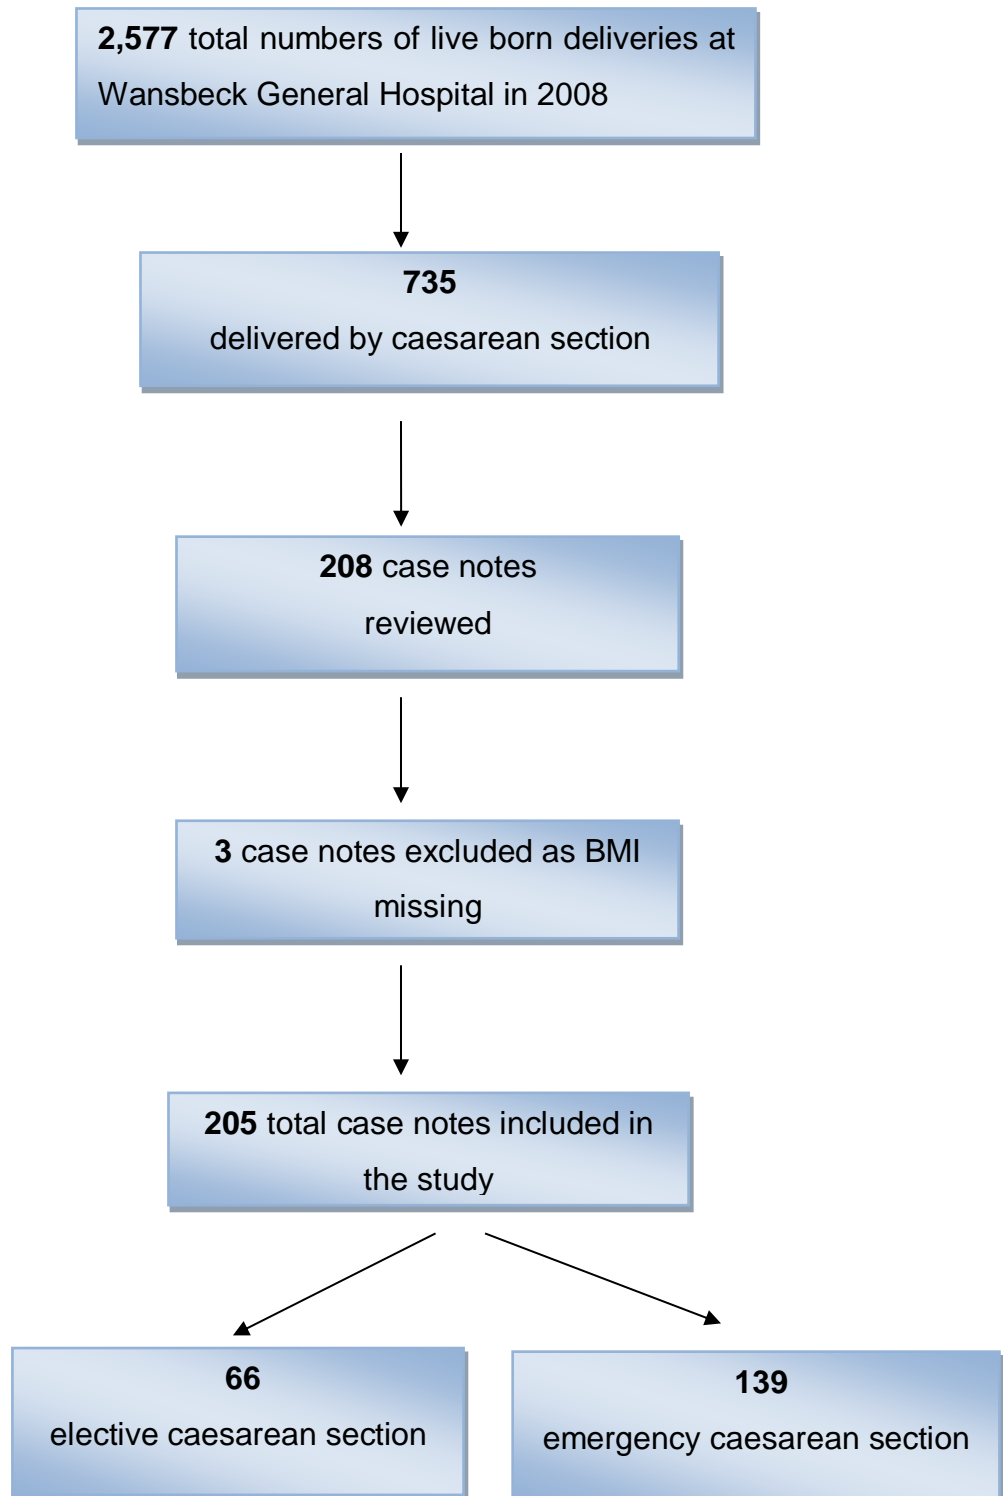 2,577 total numbers of live born deliveries at
Wansbeck General Hospital in 2008
735
delivered by caesarean section
208 case notes
reviewed
3 case notes excluded as BMI
missing
205 total case notes included in
the study
66
elective caesarean section
139
emergency caesarean section